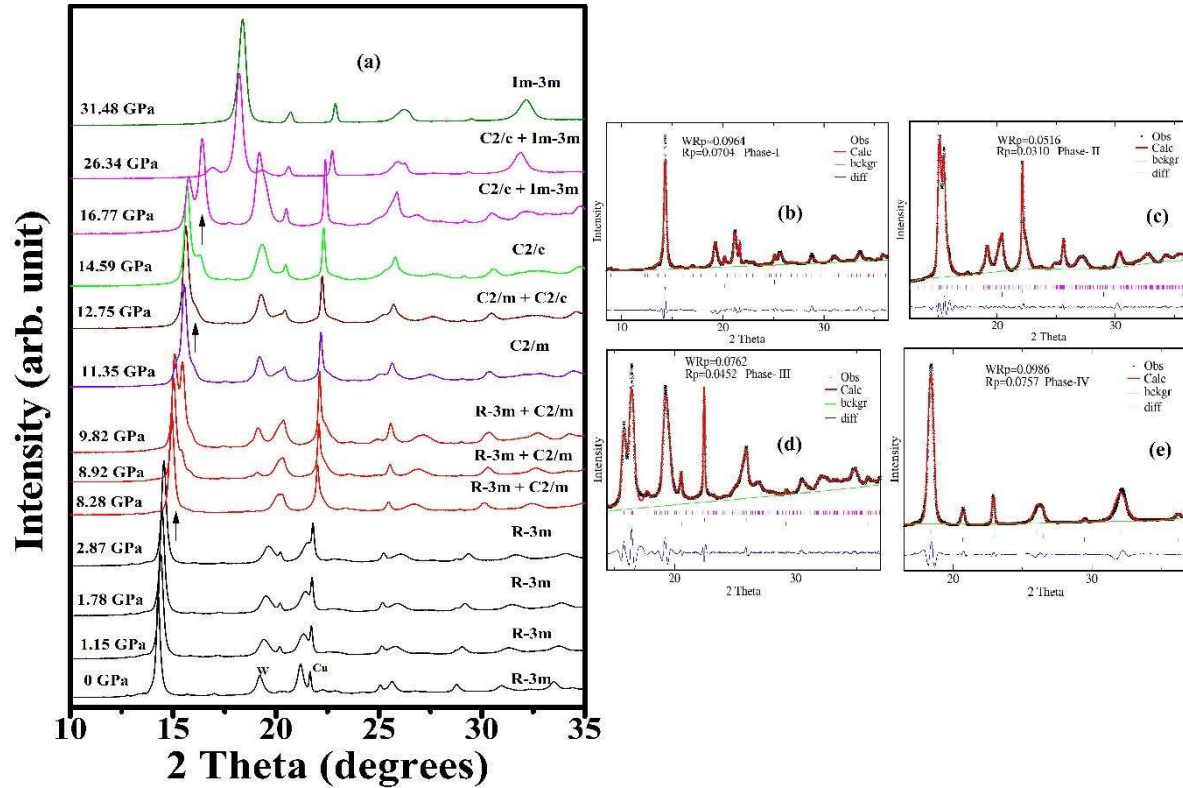 (a)
31.48 GPa
Im-3m
26.34 GPa
C2/c + Im-3m
16.77 GPa
C2/c + Im-3m
14.59 GPa
C2/c
12.75 GPa
C2/m + C2/c
11.35 GPa
C2/m
9.82 GPa
R-3m + C2/m
8.92 GPa
R-3m + C2/m
8.28 GPa
R-3m + C2/m
2.87 GPa
R-3m
1.78 GPa
R-3m
1.15 GPa
R-3m
0 GPa
W
Cu
R-3m
10 15 20 25 30 35
2 Theta (degrees)
Intensity (arb. unit)
WRp=0.0964
Rp=0.0704 Phase-1
Obs
Calc
bckgr
diff
(b)
Intensity
10 20 30
2 Theta
WRp=0.0516
Rp=0.0310 Phase- II
Obs
Calc
bckgr
diff
(c)
Intensity
20 30
2 Theta
WRp=0.0762
Rp=0.0452 Phase- III
Obs
Calc
bckgr
diff
(d)
Intensity
20 30
2 Theta
WRp=0.0986
Rp=0.0757 Phase-IV
Obs
Calc
bckgr
diff
(e)
Intensity
20 30
2 Theta